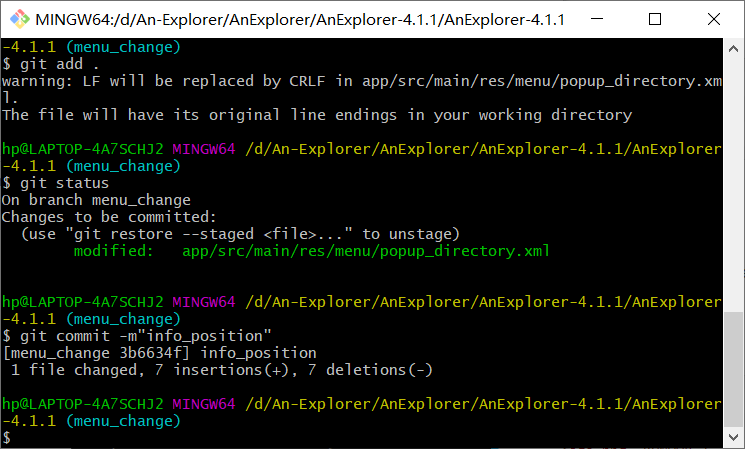 MINGW64:/d/An-Explorer/AnExplorer/AnExplorer-4.1.1/AnExplorer-4.1.1
-4.1.1 (menu_change)
$ git add .
warning: LF will be replaced by CRLF in app/src/main/res/menu/popup_directory.xm
l.
The file will have its original line endings in your working directory
hp@LAPTOP-4A7SCHJ2 MINGW64 /d/An-Explorer/AnExplorer/AnExplorer-4.1.1/AnExplorer
-4.1.1 (menu_change)
$ git status
On branch menu_change
Changes to be committed:
  (use "git restore --staged <file>..." to unstage)
        modified:   app/src/main/res/menu/popup_directory.xml
hp@LAPTOP-4A7SCHJ2 MINGW64 /d/An-Explorer/AnExplorer/AnExplorer-4.1.1/AnExplorer
-4.1.1 (menu_change)
$ git commit -m"info_position"
[menu_change 3b6634f] info_position
 1 file changed, 7 insertions(+), 7 deletions(-)
hp@LAPTOP-4A7SCHJ2 MINGW64 /d/An-Explorer/AnExplorer/AnExplorer-4.1.1/AnExplorer
-4.1.1 (menu_change)
$